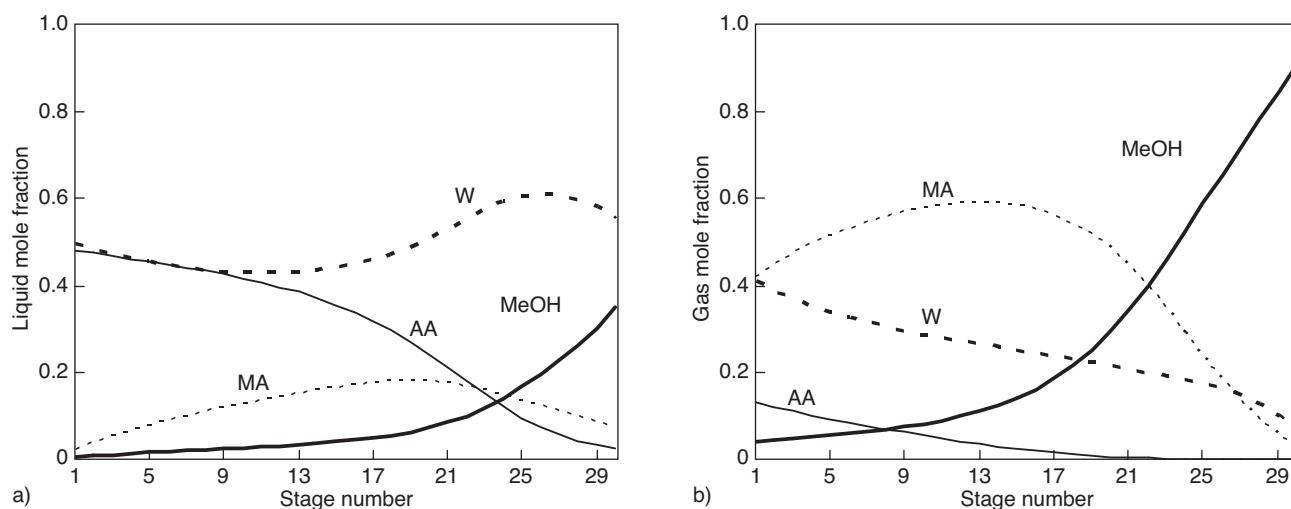 1.0
0.8
0.6
0.4
0.2
0
Liquid mole fraction
W
MeOH
AA
MA
1 5 9 13 17 21 25 29
Stage number
a)
1.0
0.8
0.6
0.4
0.2
0
Gas mole fraction
MeOH
MA
W
AA
1 5 9 13 17 21 25 29
Stage number
b)